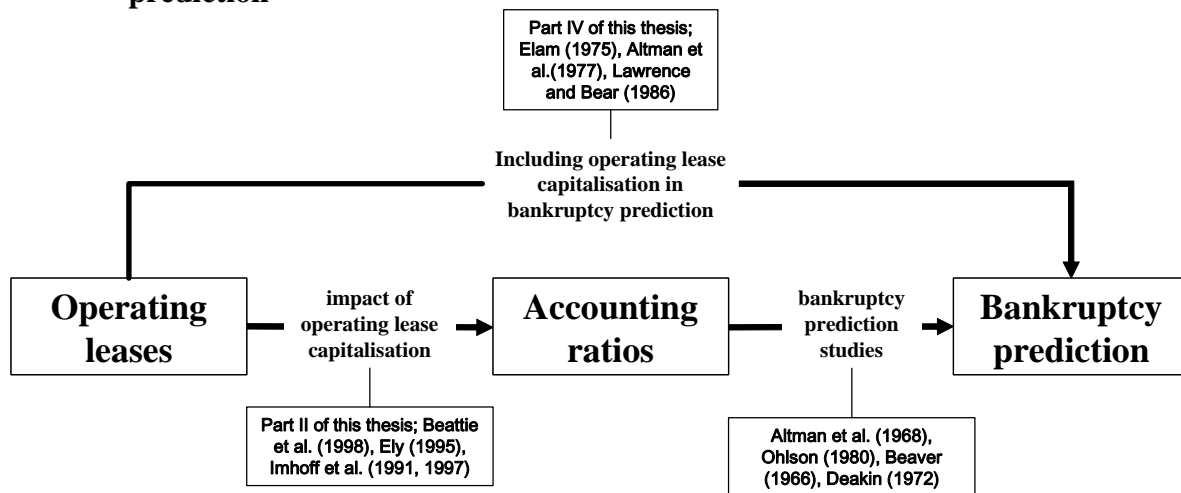 prediction
Part IV of this thesis;
Elam (1975), Altman et
al.(1977), Lawrence
and Bear (1986)
Including operating lease
capitalisation in
bankruptcy prediction
Operating
leases
impact of
operating lease
capitalisation
Accounting
ratios
bankruptcy
prediction
studies
Bankruptcy
prediction
Part II of this thesis; Beattie
et al. (1998), Ely (1995),
Imhoff et al. (1991, 1997)
Altman et al. (1968),
Ohlson (1980), Beaver
(1966), Deakin (1972)